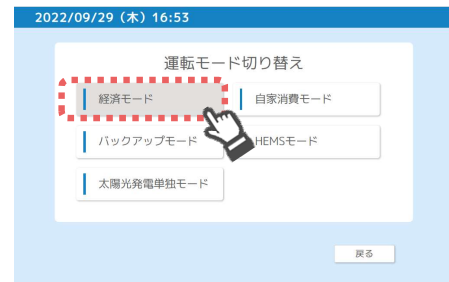 2022/09/29（木）16:53
運転モード切り替え
経済モード
自家消費モード
バックアップモード
HEMSモード
太陽光発電単独モード
戻る